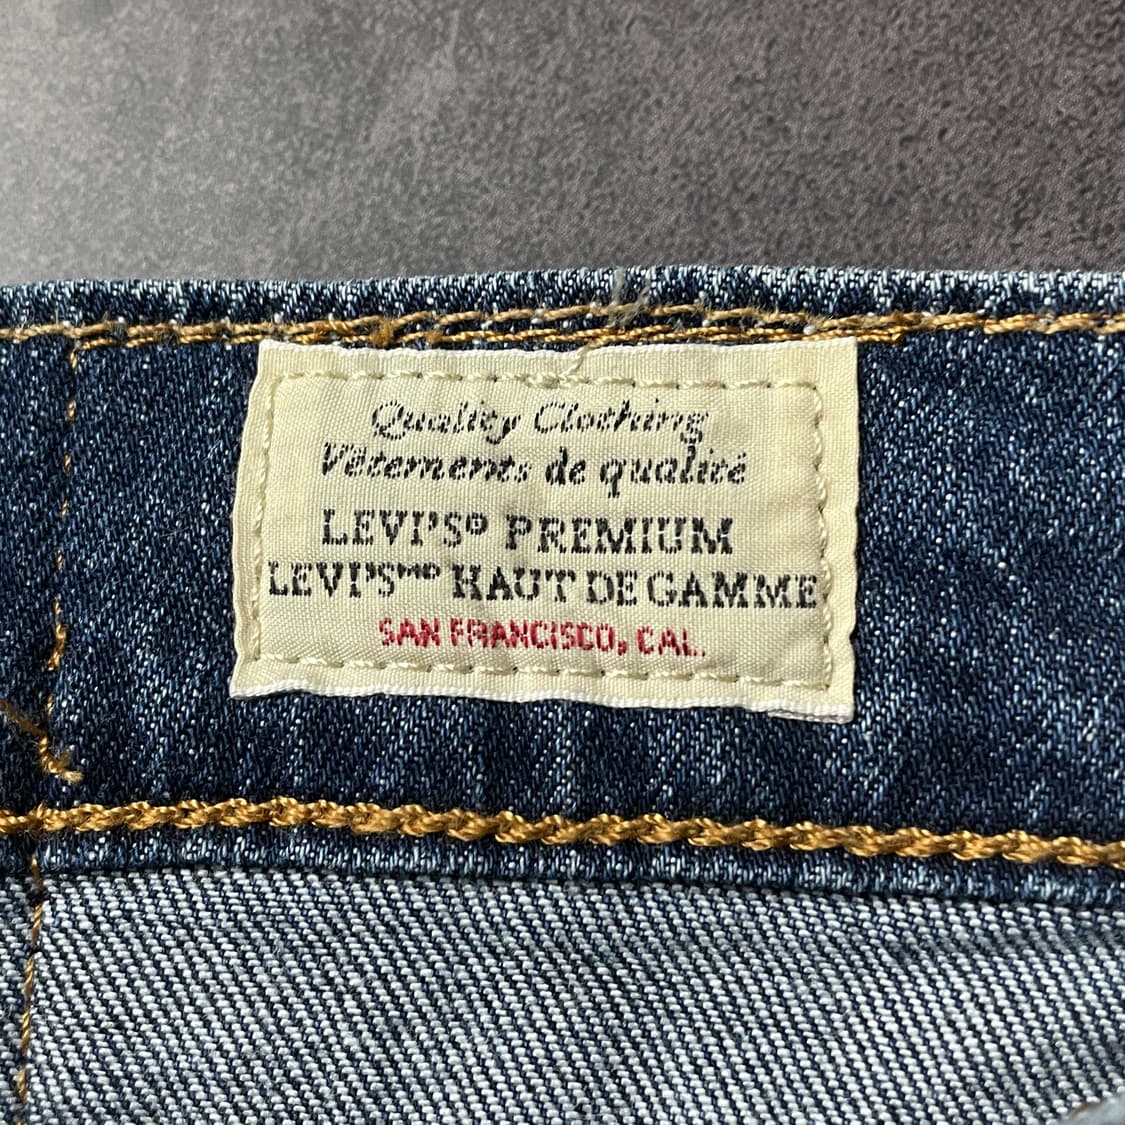 Quality Clothing
Vêtements de qualité
LEVI'S® PREMIUM
LEVI'S™® HAUT DE GAMME
SAN FRANCISCO, CAL.